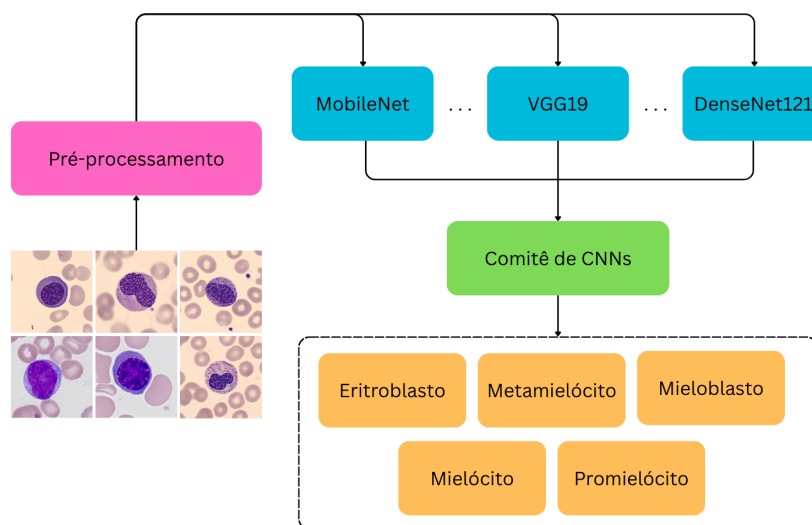 MobileNet
. . .
VGG19
. . .
DenseNet121
Pré-processamento
Comitê de CNNs
Eritroblasto
Metamielócito
Mieloblasto
Mielócito
Promielócito